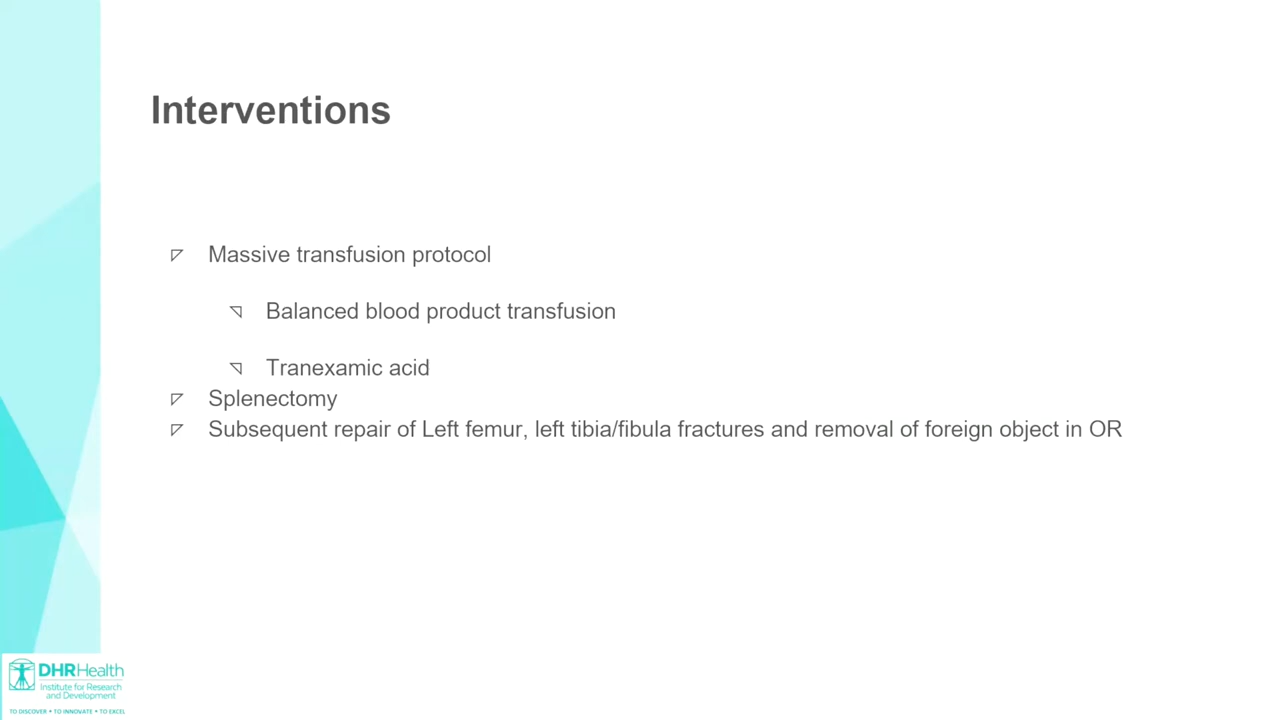 Interventions
Massive transfusion protocol
Balanced blood product transfusion
Tranexamic acid
Splenectomy
Subsequent repair of Left femur, left tibia/fibula fractures and removal of foreign object in OR
DHRHealth
Institute for Research
and Development
TO DISCOVER • TO INNOVATE • TO EXCEL